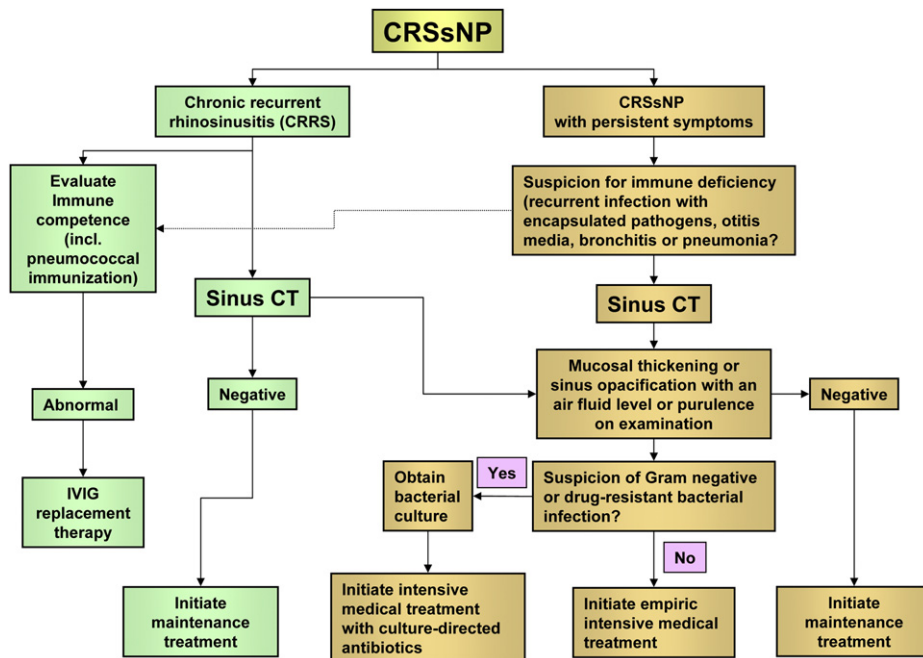 CRSsNP
Chronic recurrent
rhinosinusitis (CRRS)
CRSsNP
with persistent symptoms
Evaluate
Immune
competence
(incl.
pneumococcal
immunization)
Suspicion for immune deficiency
(recurrent infection with
encapsulated pathogens, otitis
media, bronchitis or pneumonia?
Sinus CT
Sinus CT
Mucosal thickening or
sinus opacification with an
air fluid level or purulence
on examination
Abnormal
Negative
Negative
IVIG
replacement
therapy
Obtain
bacterial
culture
Yes
Suspicion of Gram negative
or drug-resistant bacterial
infection?
No
Initiate
maintenance
treatment
Initiate intensive
medical treatment
with culture-directed
antibiotics
Initiate empiric
intensive medical
treatment
Initiate
maintenance
treatment